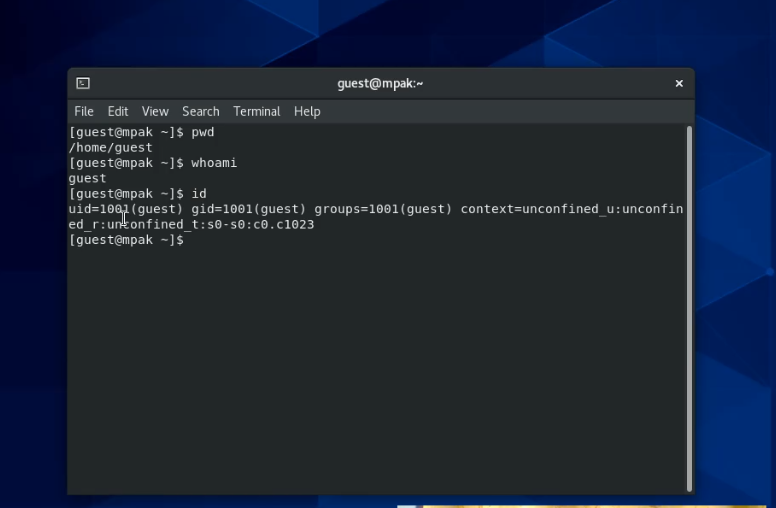 guest@mpak:~
File Edit View Search Terminal Help
[guest@mpak ~]$ pwd
/home/guest
[guest@mpak ~]$ whoami
guest
[guest@mpak ~]$ id
uid=1001(guest) gid=1001(guest) groups=1001(guest) context=unconfined_u:unconfin
ed_r:unconfined_t:s0-s0:c0.c1023
[guest@mpak ~]$